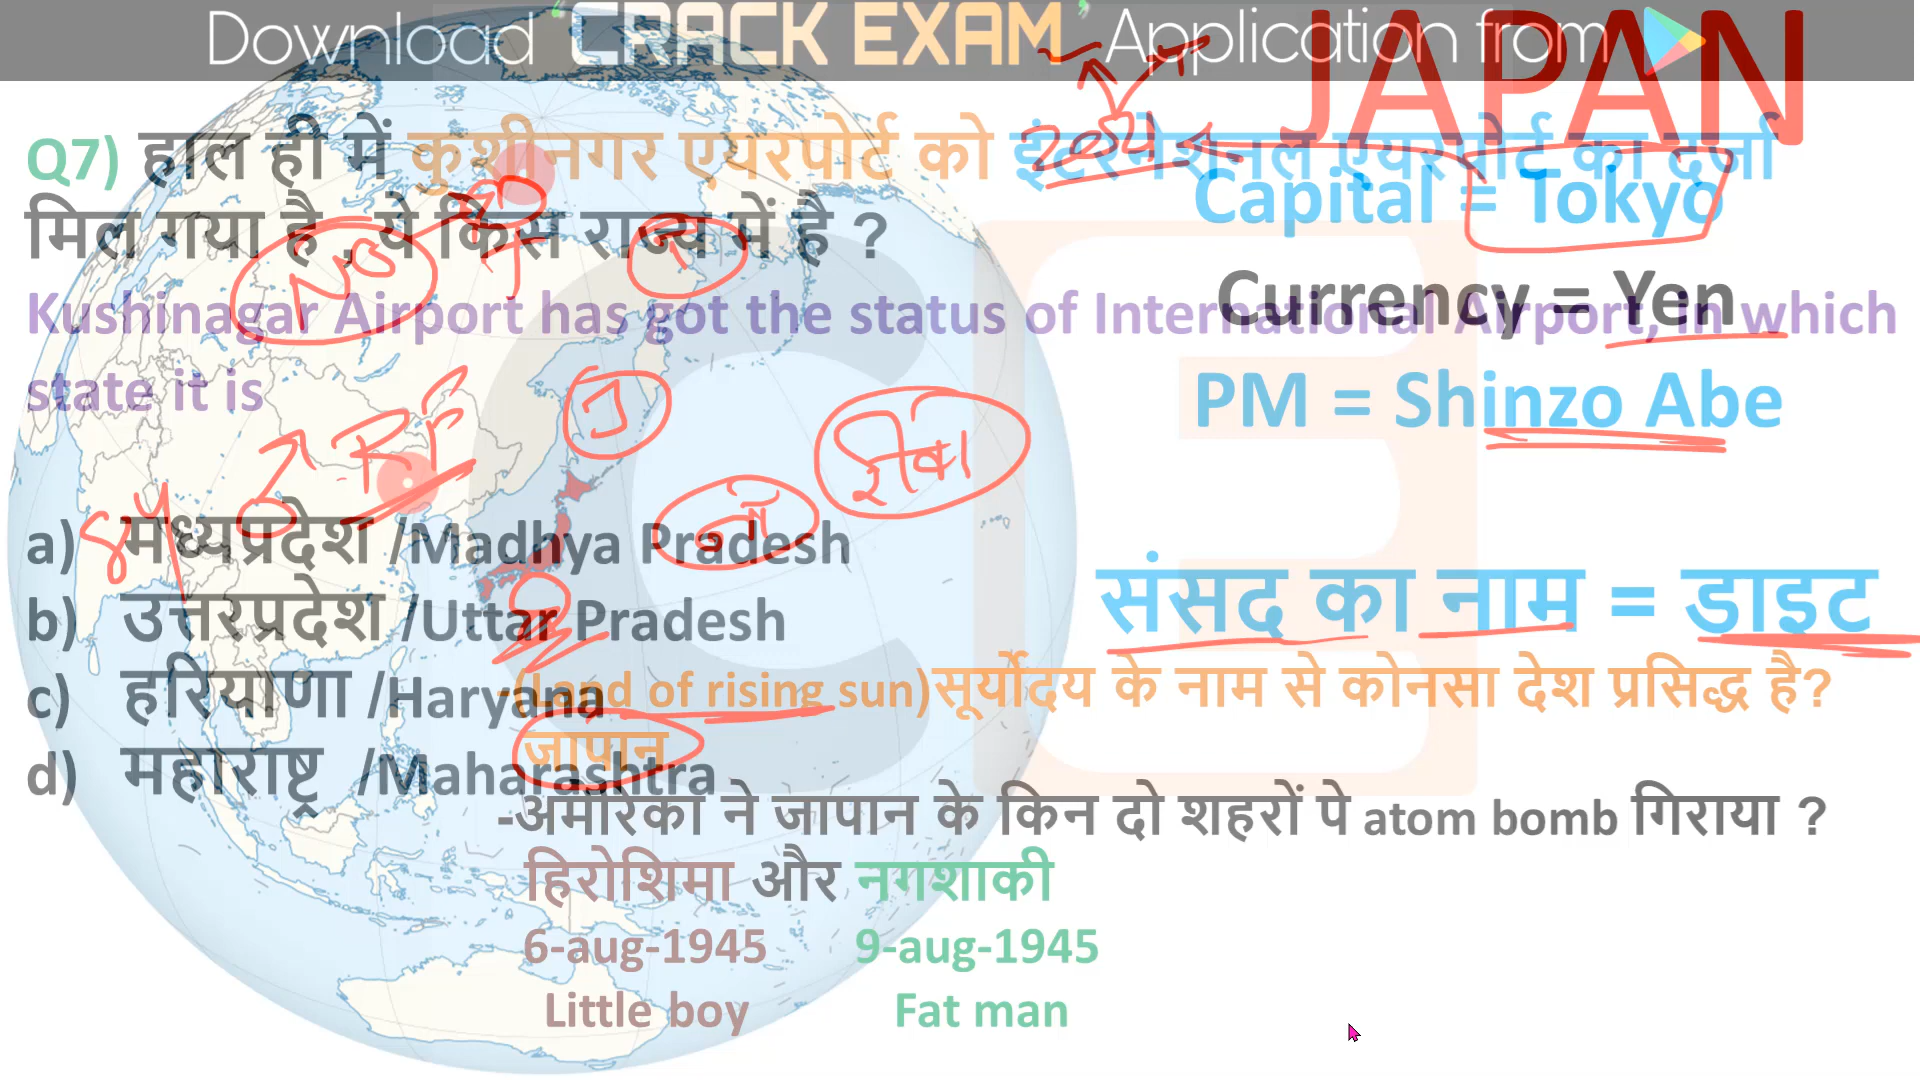 Download "CRACK EXAM" Application from
JAPAN
Q7) हाल ही में कुशीनगर एयरपोर्ट को इंटरनेशनल एयरपोर्ट का दर्जा
मिल गया है , ये किस राज्य में है ?
Kushinagar Airport has got the status of International Airport, in which
state it is
a) मध्यप्रदेश /Madhya Pradesh
b) उत्तरप्रदेश /Uttar Pradesh
c) हरियाणा /Haryana
d) महाराष्ट्र /Maharashtra
2021
Capital = Tokyo
Currency = Yen
PM = Shinzo Abe
संसद का नाम = डाइट
-(Land of rising sun)सूर्योदय के नाम से कोनसा देश प्रसिद्ध है?
जापान
-अमेरिका ने जापान के किन दो शहरों पे atom bomb गिराया ?
हिरोशिमा और नगशाकी
6-aug-1945 9-aug-1945
Little boy Fat man
J